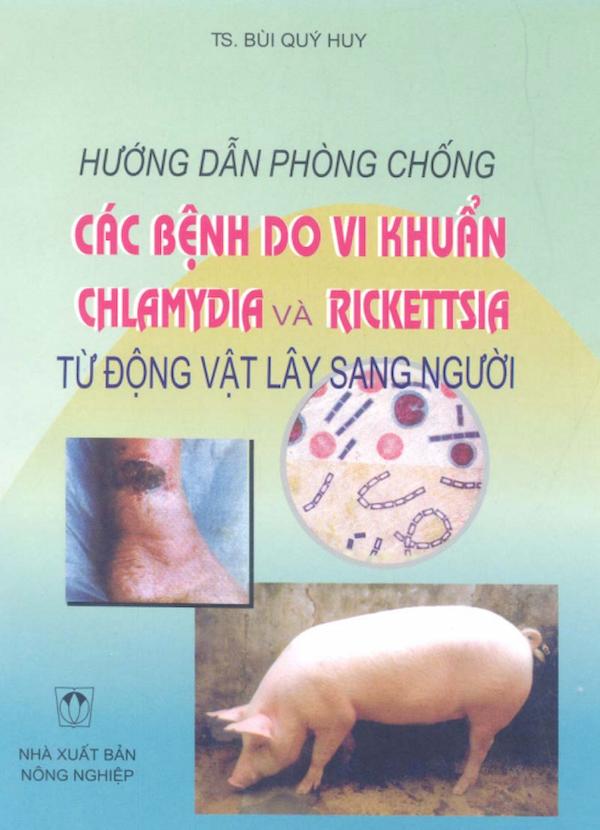 TS. BÙI QUÝ HUY
HƯỚNG DẪN PHÒNG CHỐNG
CÁC BỆNH DO VI KHUẨN
CHLAMYDIA VÀ RICKETTSIA
TỪ ĐỘNG VẬT LÂY SANG NGƯỜI
NHÀ XUẤT BẢN
NÔNG NGHIỆP